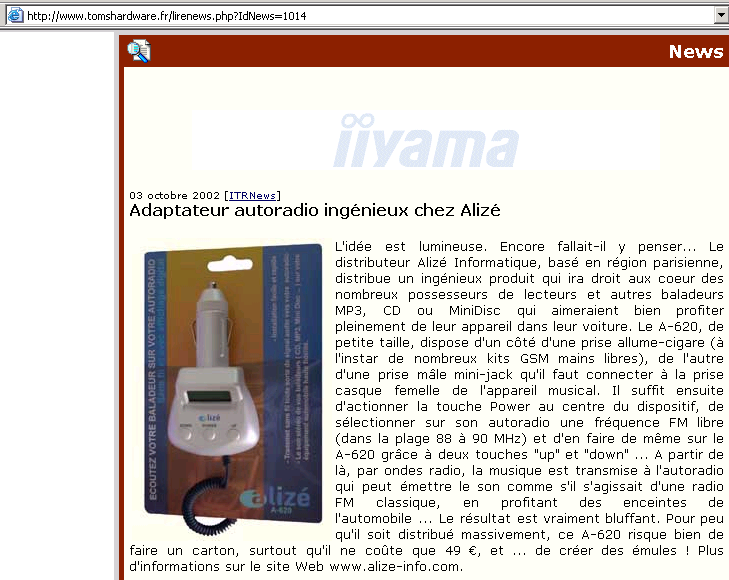 http://www.tomshardware.fr/lirenews.php?IdNews=1014
News
iiyama
03 octobre 2002 [ITRNews]
Adaptateur autoradio ingénieux chez Alizé
ECOUTEZ VOTRE BALADEUR SUR VOTRE AUTORADIO
alizé
DOWN POWER UP
alizé
A-620
L'idée est lumineuse. Encore fallait-il y penser... Le
distributeur Alizé Informatique, basé en région parisienne,
distribue un ingénieux produit qui ira droit aux coeur des
nombreux possesseurs de lecteurs et autres baladeurs
MP3, CD ou MiniDisc qui aimeraient bien profiter
pleinement de leur appareil dans leur voiture. Le A-620, de
petite taille, dispose d'un côté d'une prise allume-cigare (à
l'instar de nombreux kits GSM mains libres), de l'autre
d'une prise mâle mini-jack qu'il faut connecter à la prise
casque femelle de l'appareil musical. Il suffit ensuite
d'actionner la touche Power au centre du dispositif, de
sélectionner sur son autoradio une fréquence FM libre
(dans la plage 88 à 90 MHz) et d'en faire de même sur le
A-620 grâce à deux touches "up" et "down" ... A partir de
là, par ondes radio, la musique est transmise à l'autoradio
qui peut émettre le son comme s'il s'agissait d'une radio
FM classique, en profitant des enceintes de
l'automobile ... Le résultat est vraiment bluffant. Pour peu
qu'il soit distribué massivement, ce A-620 risque bien de
faire un carton, surtout qu'il ne coûte que 49 €, et ... de créer des émules ! Plus
d'informations sur le site Web www.alize-info.com.